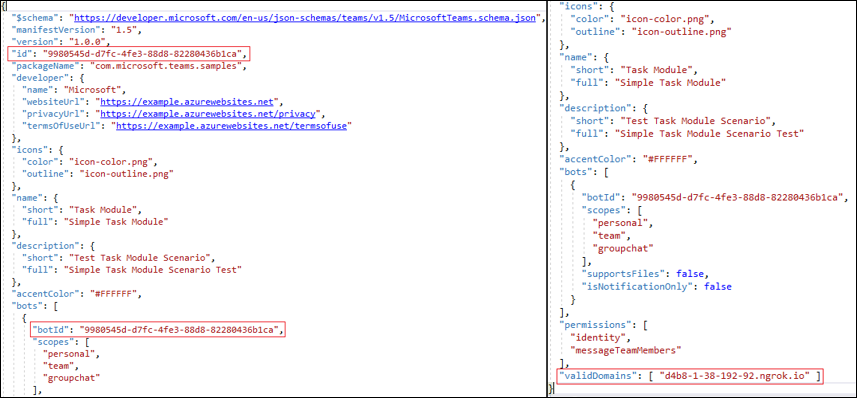 {
"$schema": "https://developer.microsoft.com/en-us/json-schemas/teams/v1.5/MicrosoftTeams.schema.json",
"manifestVersion": "1.5",
"version": "1.0.0",
"id": "9980545d-d7fc-4fe3-88d8-82280436b1ca",
"packageName": "com.microsoft.teams.samples",
"developer": {
"name": "Microsoft",
"websiteUrl": "https://example.azurewebsites.net",
"privacyUrl": "https://example.azurewebsites.net/privacy",
"termsOfUseUrl": "https://example.azurewebsites.net/termsofuse"
},
"icons": {
"color": "icon-color.png",
"outline": "icon-outline.png"
},
"name": {
"short": "Task Module",
"full": "Simple Task Module"
},
"description": {
"short": "Test Task Module Scenario",
"full": "Simple Task Module Scenario Test"
},
"accentColor": "#FFFFFF",
"bots": [
{
"botId": "9980545d-d7fc-4fe3-88d8-82280436b1ca",
"scopes": [
"personal",
"team",
"groupchat"
],
"icons": {
"color": "icon-color.png",
"outline": "icon-outline.png"
},
"name": {
"short": "Task Module",
"full": "Simple Task Module"
},
"description": {
"short": "Test Task Module Scenario",
"full": "Simple Task Module Scenario Test"
},
"accentColor": "#FFFFFF",
"bots": [
{
"botId": "9980545d-d7fc-4fe3-88d8-82280436b1ca",
"scopes": [
"personal",
"team",
"groupchat"
],
"supportsFiles": false,
"isNotificationOnly": false
}
],
"permissions": [
"identity",
"messageTeamMembers"
],
"validDomains": [ "d4b8-1-38-192-92.ngrok.io" ]
}